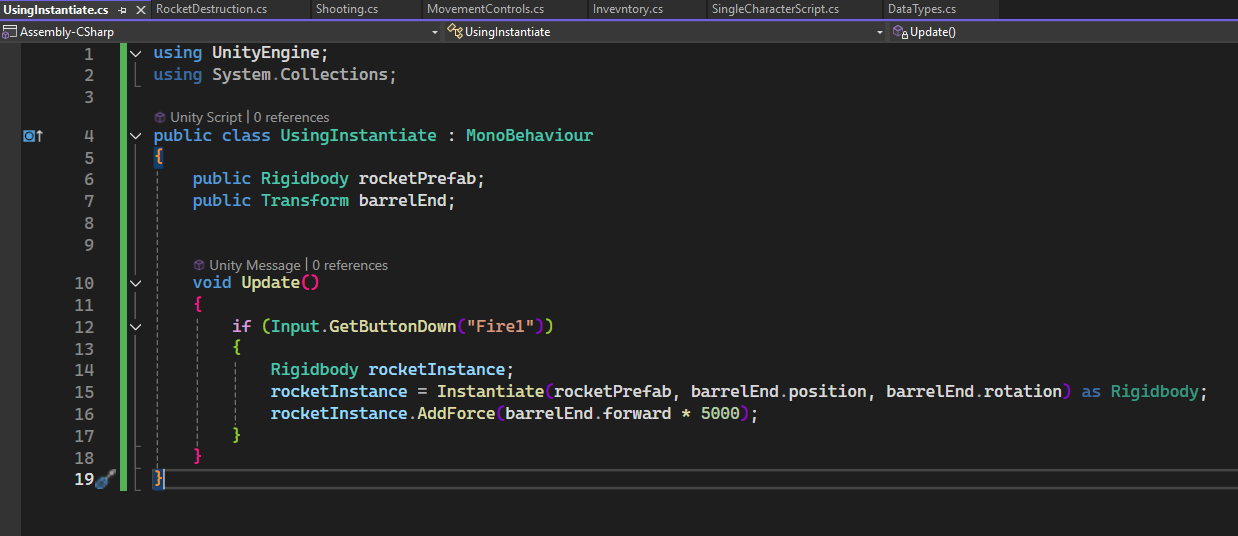 UsingInstantiate.cs RocketDestruction.cs Shooting.cs MovementControls.cs Invevntory.cs SingleCharacterScript.cs DataTypes.cs
Assembly-CSharp UsingInstantiate Update()
1 using UnityEngine;
2 using System.Collections;
3
Unity Script | 0 references
4 public class UsingInstantiate : MonoBehaviour
5 {
6 public Rigidbody rocketPrefab;
7 public Transform barrelEnd;
8
9
Unity Message | 0 references
10 void Update()
11 {
12 if (Input.GetButtonDown("Fire1"))
13 {
14 Rigidbody rocketInstance;
15 rocketInstance = Instantiate(rocketPrefab, barrelEnd.position, barrelEnd.rotation) as Rigidbody;
16 rocketInstance.AddForce(barrelEnd.forward * 5000);
17 }
18 }
19 }